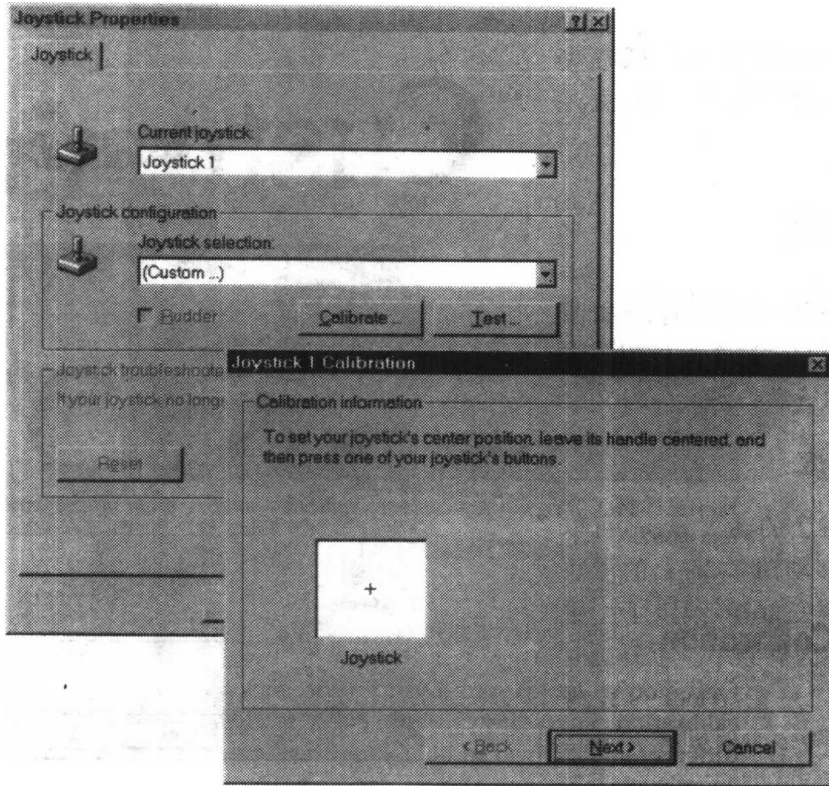 Joystick Properties
Joystick
Current joystick:
Joystick 1
Joystick configuration
Joystick selection:
(Custom ...)
Rudder
Calibrate ...
Test ...
Joystick troubleshoote
If your joystick no long
Reset
Joystick 1 Calibration
Calibration information
To set your joystick's center position, leave its handle centered, and
then press one of your joystick's buttons.
Joystick
< Back
Next >
Cancel